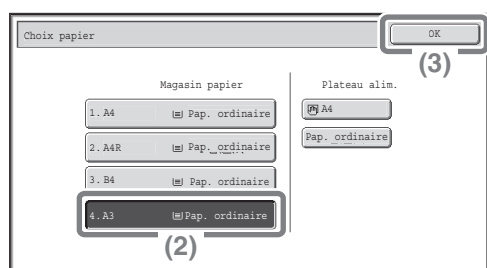 Choix papier
OK
(3)
Magasin papier
Plateau alim.
1. A4 Pap. ordinaire
A4
2. A4R Pap. ordinaire
Pap. ordinaire
3. B4 Pap. ordinaire
4. A3 Pap. ordinaire
(2)